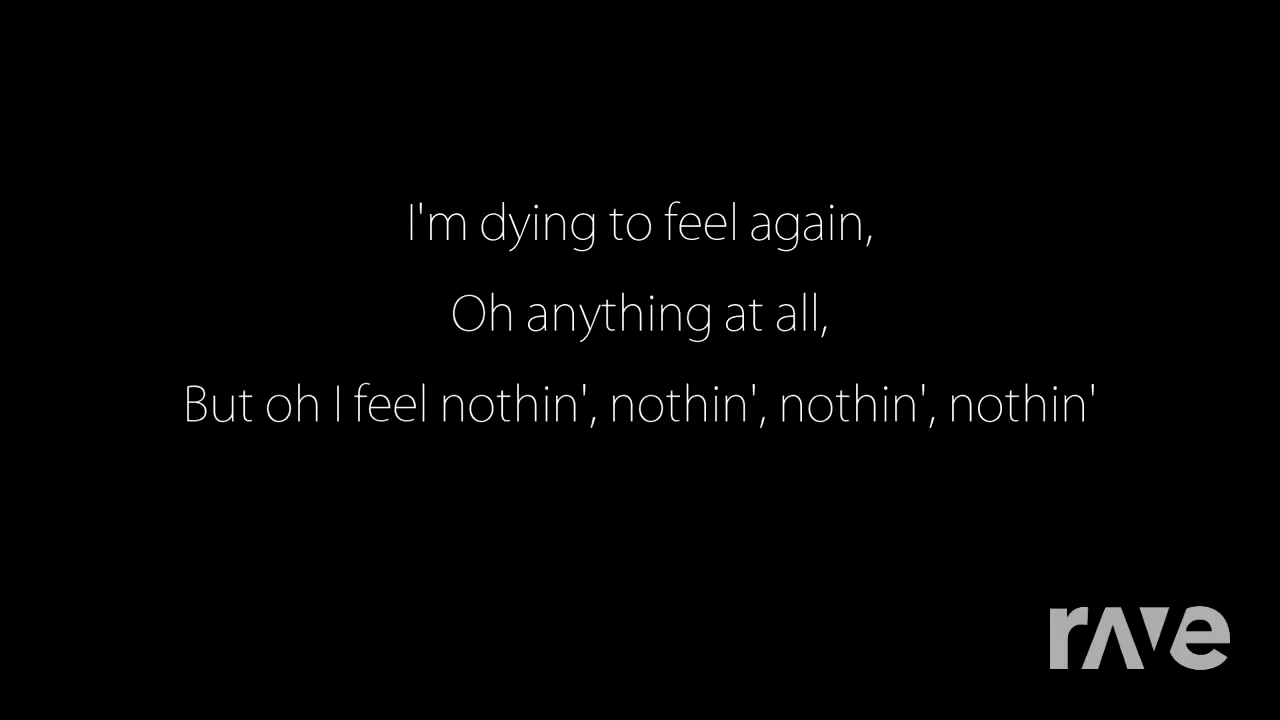 I'm dying to feel again,
Oh anything at all,
But oh I feel nothin', nothin', nothin', nothin'
rave